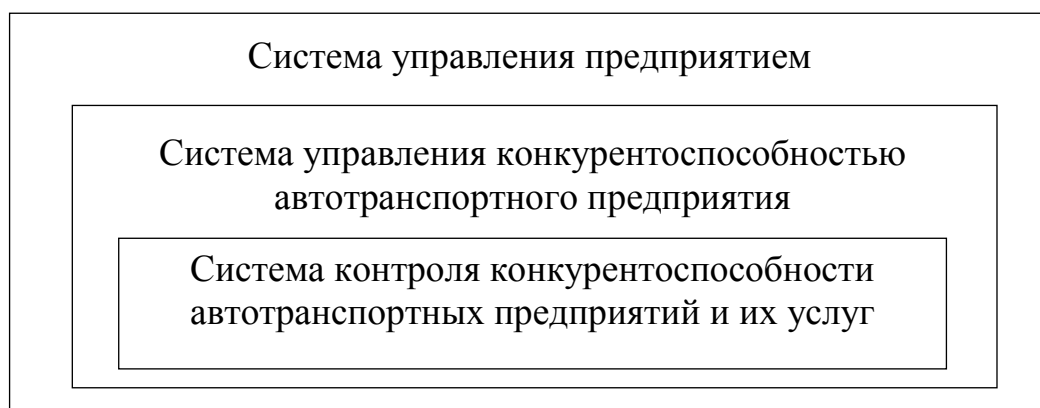 Система управления предприятием
Система управления конкурентоспособностью
автотранспортного предприятия
Система контроля конкурентоспособности
автотранспортных предприятий и их услуг